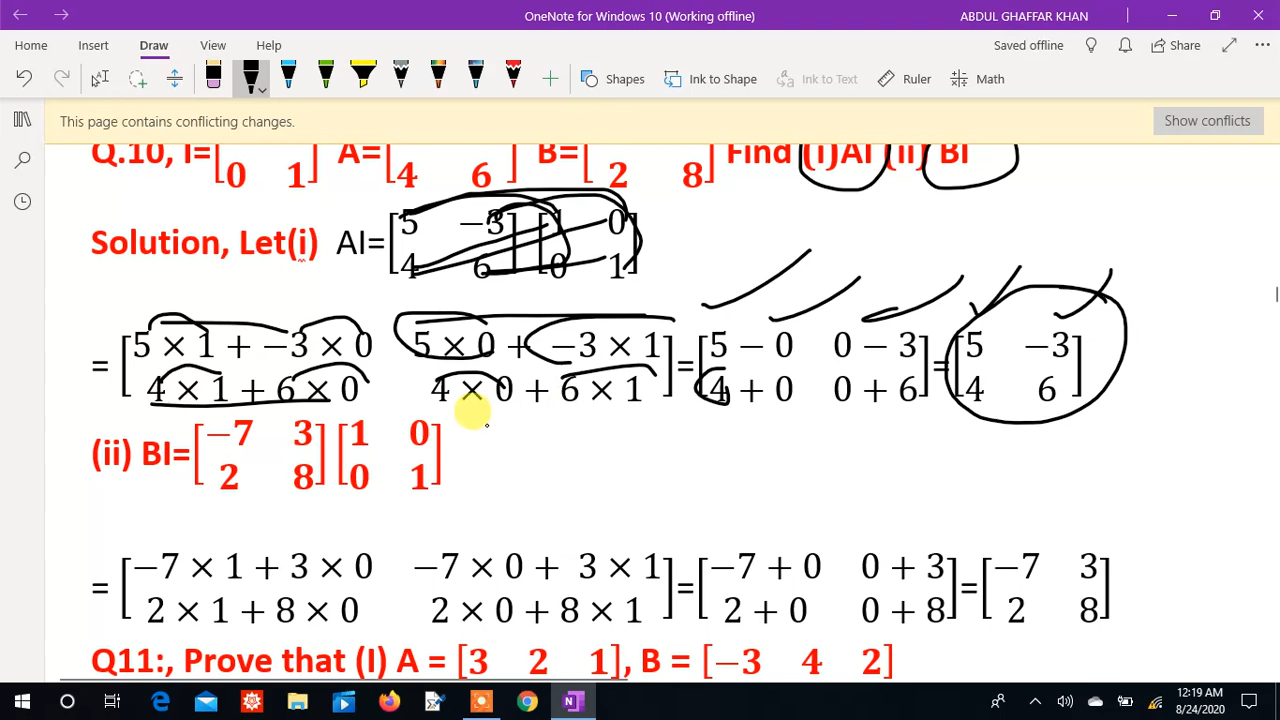 OneNote for Windows 10 (Working offline)
ABDUL GHAFFAR KHAN
Home Insert Draw View Help
Saved offline
Share
Shapes Ink to Shape Ink to Text Ruler Math
This page contains conflicting changes.
Show conflicts
Q.10, I=[0 1] A=[4 6] B=[2 8] Find (i)AI (ii) BI
Solution, Let(i) AI=[5 −3; 4 6][1 0; 0 1]
=[5 × 1 + −3 × 0 5 × 0 + −3 × 1; 4 × 1 + 6 × 0 4 × 0 + 6 × 1]=[5 − 0 0 − 3; 4 + 0 0 + 6]=[5 −3; 4 6]
(ii) BI=[−7 3; 2 8][1 0; 0 1]
=[−7 × 1 + 3 × 0 −7 × 0 + 3 × 1; 2 × 1 + 8 × 0 2 × 0 + 8 × 1]=[−7 + 0 0 + 3; 2 + 0 0 + 8]=[−7 3; 2 8]
Q11:, Prove that (I) A = [3 2 1], B = [−3 4 2]
12:19 AM
8/24/2020